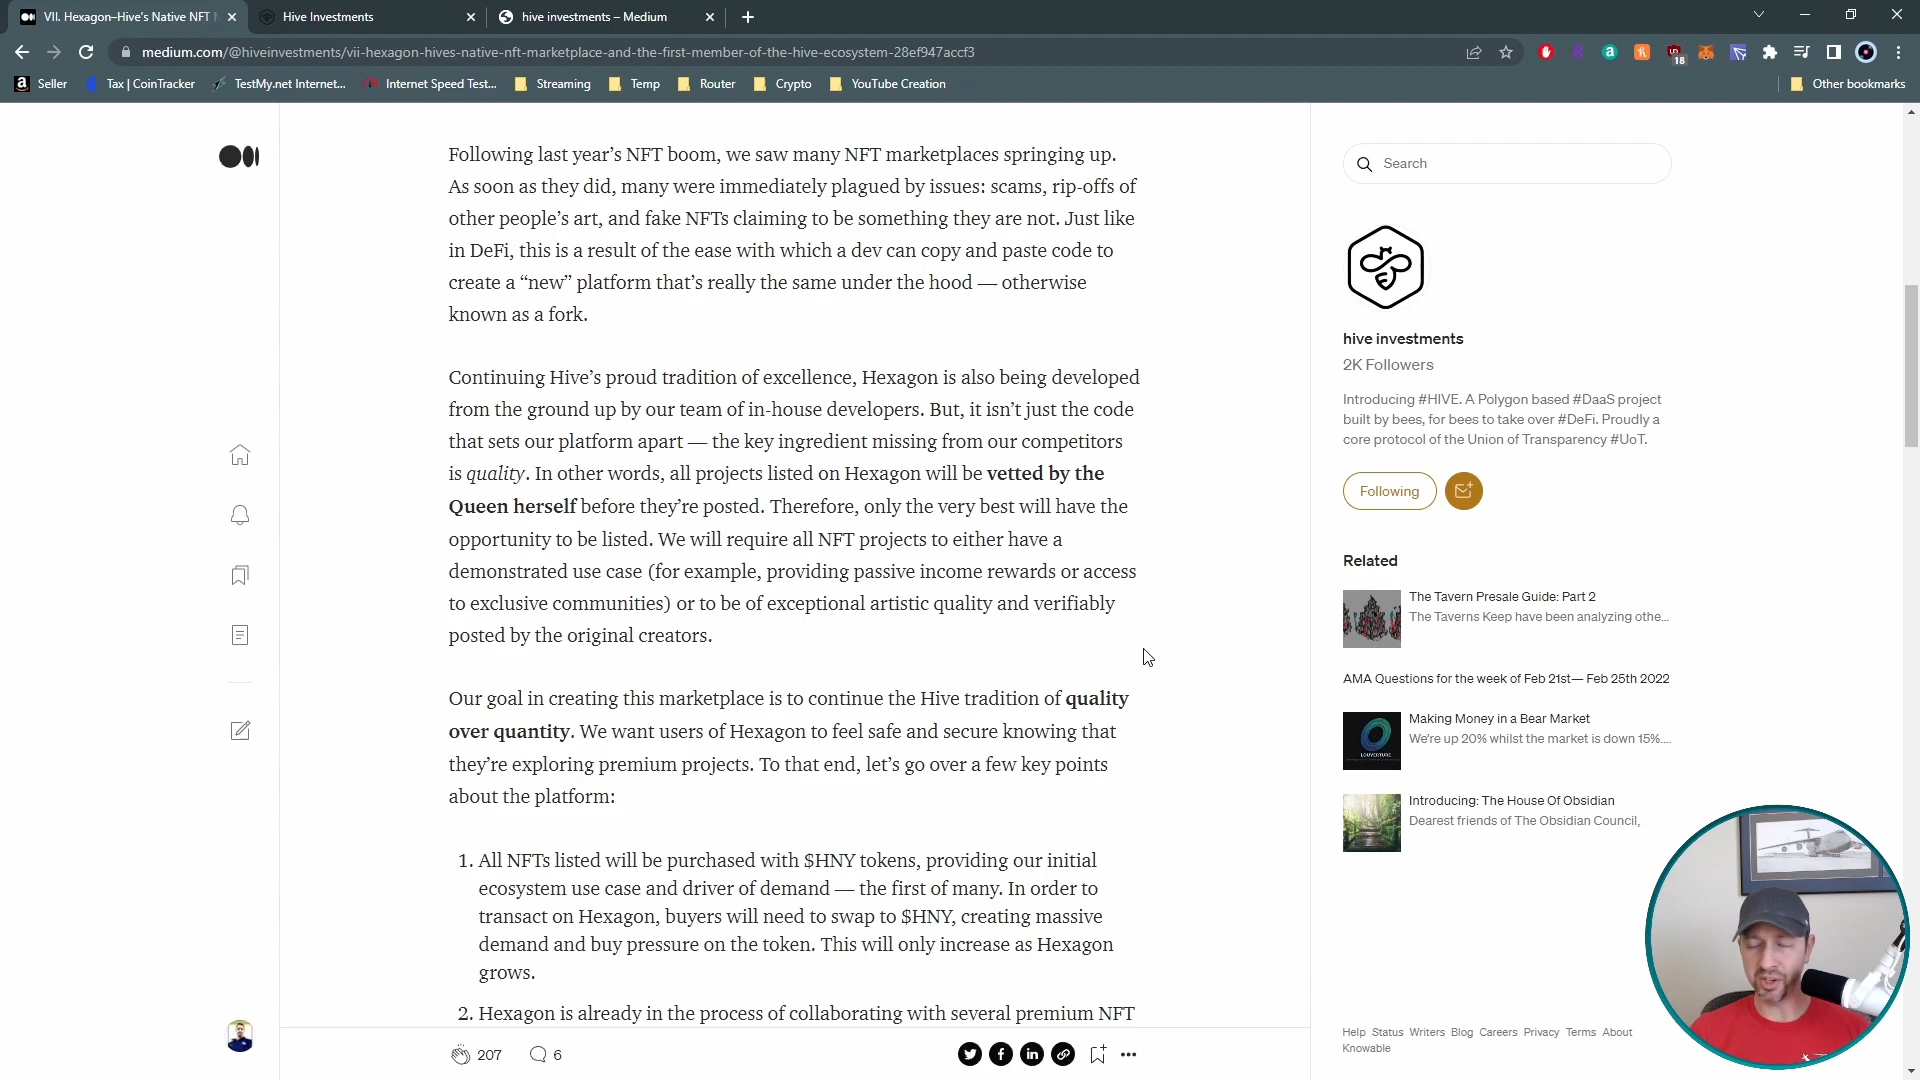 VII. Hexagon–Hive's Native NFT
Hive Investments
hive investments – Medium
medium.com/@hiveinvestments/vii-hexagon-hives-native-nft-marketplace-and-the-first-member-of-the-hive-ecosystem-28ef947accf3
18
Seller
Tax | CoinTracker
TestMy.net Internet...
Internet Speed Test...
Streaming
Temp
Router
Crypto
YouTube Creation
Other bookmarks
Following last year's NFT boom, we saw many NFT marketplaces springing up.
As soon as they did, many were immediately plagued by issues: scams, rip-offs of
other people's art, and fake NFTs claiming to be something they are not. Just like
in DeFi, this is a result of the ease with which a dev can copy and paste code to
create a “new” platform that's really the same under the hood — otherwise
known as a fork.
Continuing Hive's proud tradition of excellence, Hexagon is also being developed
from the ground up by our team of in-house developers. But, it isn't just the code
that sets our platform apart — the key ingredient missing from our competitors
is quality. In other words, all projects listed on Hexagon will be vetted by the
Queen herself before they're posted. Therefore, only the very best will have the
opportunity to be listed. We will require all NFT projects to either have a
demonstrated use case (for example, providing passive income rewards or access
to exclusive communities) or to be of exceptional artistic quality and verifiably
posted by the original creators.
Our goal in creating this marketplace is to continue the Hive tradition of quality
over quantity. We want users of Hexagon to feel safe and secure knowing that
they're exploring premium projects. To that end, let's go over a few key points
about the platform:
1. All NFTs listed will be purchased with $HNY tokens, providing our initial
ecosystem use case and driver of demand — the first of many. In order to
transact on Hexagon, buyers will need to swap to $HNY, creating massive
demand and buy pressure on the token. This will only increase as Hexagon
grows.
2. Hexagon is already in the process of collaborating with several premium NFT
207
6
Search
hive investments
2K Followers
Introducing #HIVE. A Polygon based #DaaS project
built by bees, for bees to take over #DeFi. Proudly a
core protocol of the Union of Transparency #UoT.
Following
Related
The Tavern Presale Guide: Part 2
The Taverns Keep have been analyzing othe...
AMA Questions for the week of Feb 21st— Feb 25th 2022
Making Money in a Bear Market
We're up 20% whilst the market is down 15%....
LOUVERTURE
Introducing: The House Of Obsidian
Dearest friends of The Obsidian Council,
Help Status Writers Blog Careers Privacy Terms About
Knowable